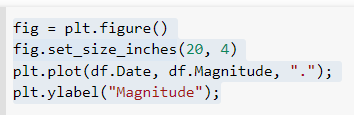 fig = plt.figure()
fig.set_size_inches(20, 4)
plt.plot(df.Date, df.Magnitude, ".");
plt.ylabel("Magnitude");